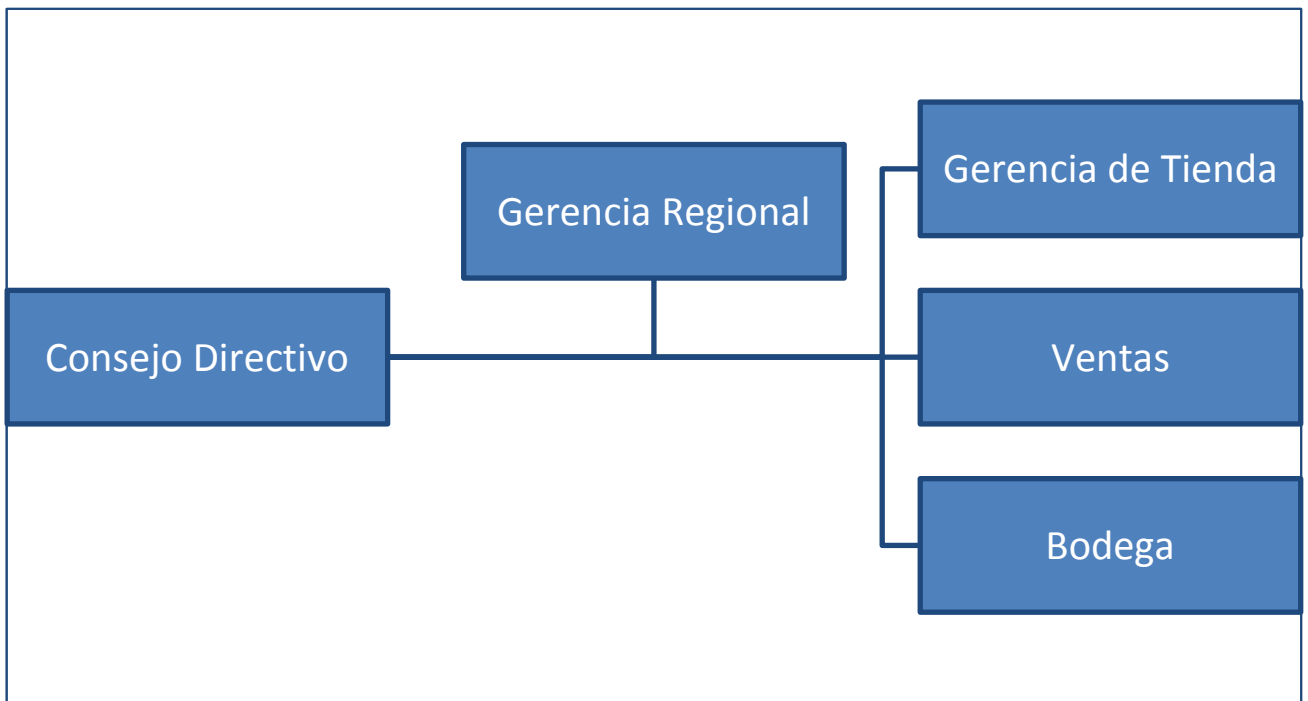 Consejo Directivo
Gerencia Regional
Gerencia de Tienda
Ventas
Bodega